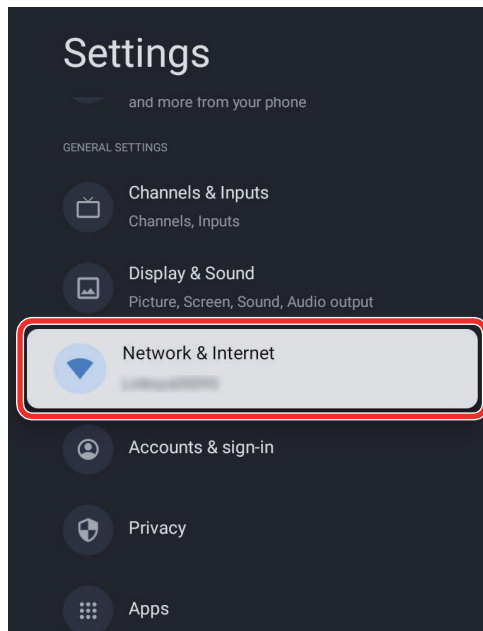 Settings
and more from your phone
GENERAL SETTINGS
Channels & Inputs
Channels, Inputs
Display & Sound
Picture, Screen, Sound, Audio output
Network & Internet
Accounts & sign-in
Privacy
Apps